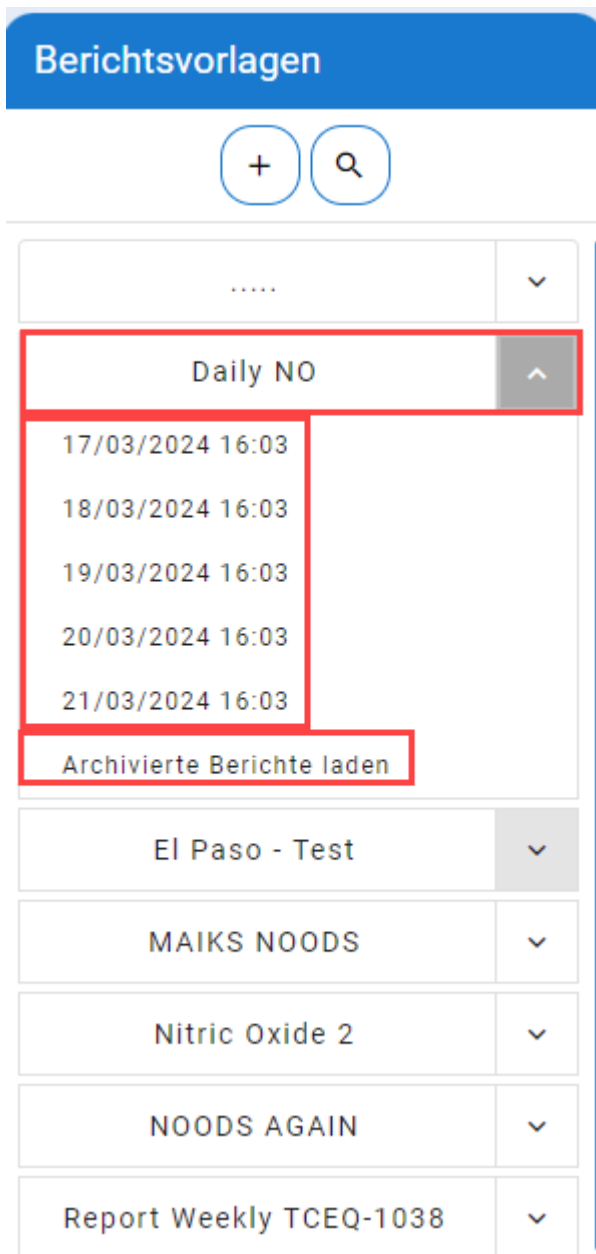 Berichtsvorlagen
+
.....
Daily NO
17/03/2024 16:03
18/03/2024 16:03
19/03/2024 16:03
20/03/2024 16:03
21/03/2024 16:03
Archivierte Berichte laden
El Paso - Test
MAIKS NOODS
Nitric Oxide 2
NOODS AGAIN
Report Weekly TCEQ-1038